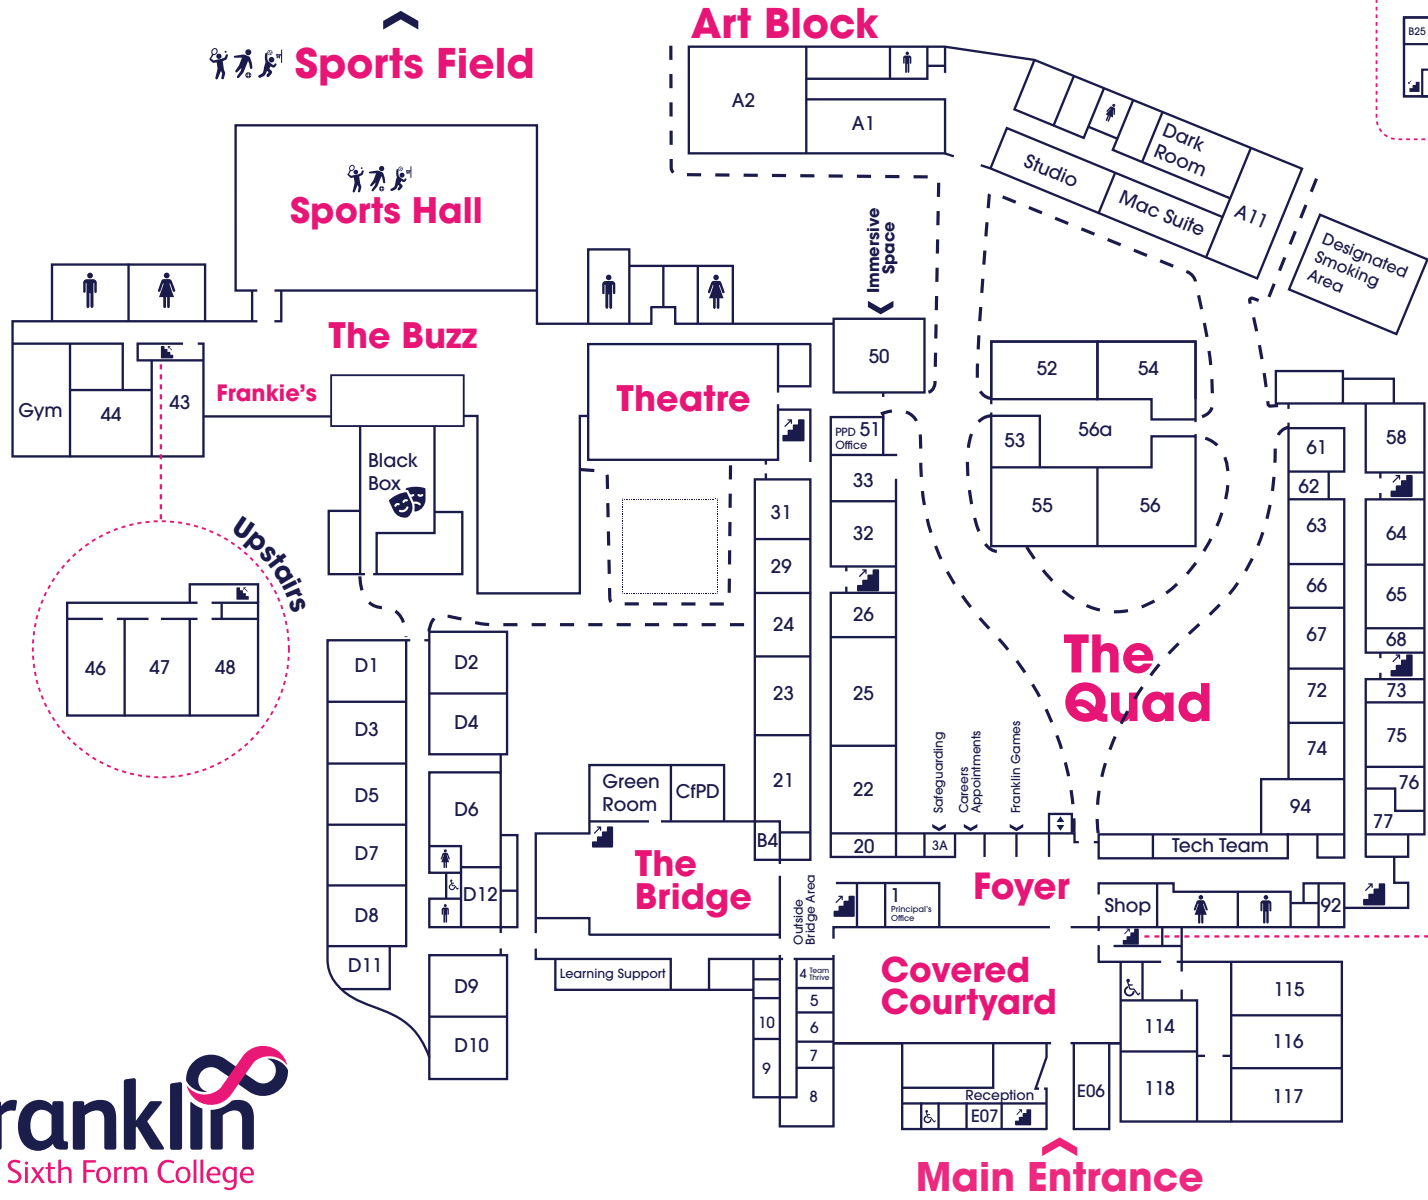 Art Block
Sports Field
B25
A2
A1
Dark
Room
Studio
Mac Suite
A11
Designated
Smoking
Area
Sports Hall
Immersive
Space
The Buzz
50
52
54
Theatre
Frankie's
Gym
44
43
PPD
Office
51
53
56a
58
61
62
Black
Box
33
31
32
55
56
63
64
Upstairs
29
66
65
26
24
67
68
46
47
48
D1
D2
The
Quad
23
25
72
73
D3
D4
74
75
Safeguarding
Careers
Appointments
Franklin Games
Green
Room
CfPD
21
22
76
D5
D6
94
77
B4
20
3A
Tech Team
D7
The
Bridge
Foyer
D12
1
Principal's
Office
Shop
92
D8
Outside
Bridge Area
D11
Learning Support
4 Team
Thrive
Covered
Courtyard
D9
5
115
10
6
114
116
D10
7
9
8
Reception
E07
E06
118
117
ranklin
Sixth Form College
Main Entrance